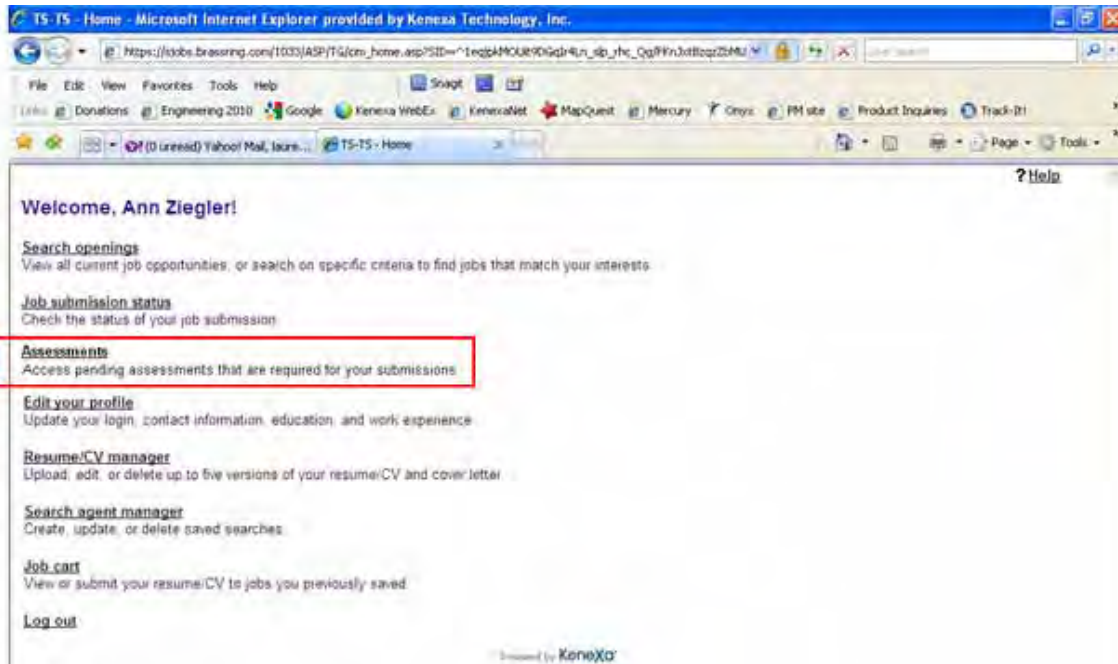 TS-TS - Home - Microsoft Internet Explorer provided by Kenexa Technology, Inc.
File Edit View Favorites Tools Help SnagIt
Links Donations Engineering 2010 Google Kenexa WebEx KenexaNet MapQuest Mercury Onyx PM site Product Inquiries Track-It!
(0 unread) Yahoo! Mail, laure... TS-TS - Home Page Tools
? Help
Welcome, Ann Ziegler!
Search openings
View all current job opportunities, or search on specific criteria to find jobs that match your interests
Job submission status
Check the status of your job submission
Assessments
Access pending assessments that are required for your submissions
Edit your profile
Update your login, contact information, education, and work experience
Resume/CV manager
Upload, edit, or delete up to five versions of your resume/CV and cover letter
Search agent manager
Create, update, or delete saved searches
Job cart
View or submit your resume/CV to jobs you previously saved
Log out
Powered by Kenexa